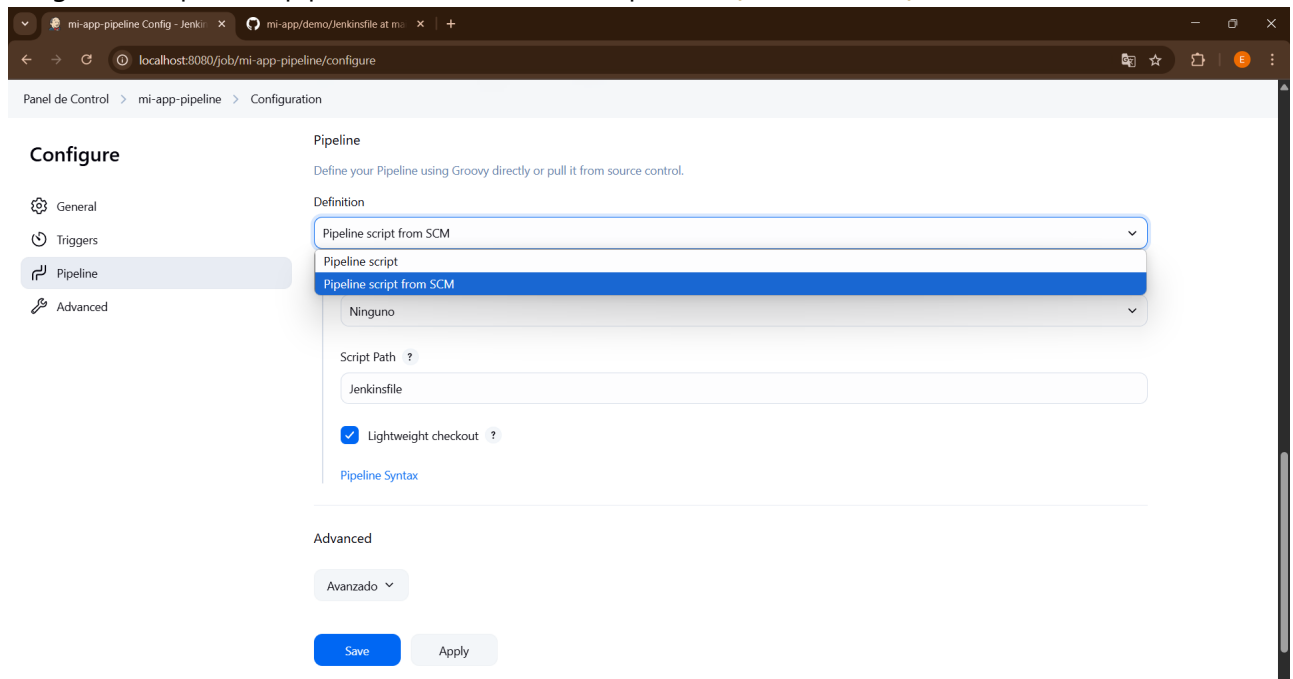 mi-app-pipeline Config - Jenkin
mi-app/demo/Jenkinsfile at ma
localhost:8080/job/mi-app-pipeline/configure
E
Panel de Control > mi-app-pipeline > Configuration
Configure
General
Triggers
Pipeline
Advanced
Pipeline
Define your Pipeline using Groovy directly or pull it from source control.
Definition
Pipeline script from SCM
Pipeline script
Pipeline script from SCM
Ninguno
Script Path ?
Jenkinsfile
Lightweight checkout ?
Pipeline Syntax
Advanced
Avanzado
Save
Apply